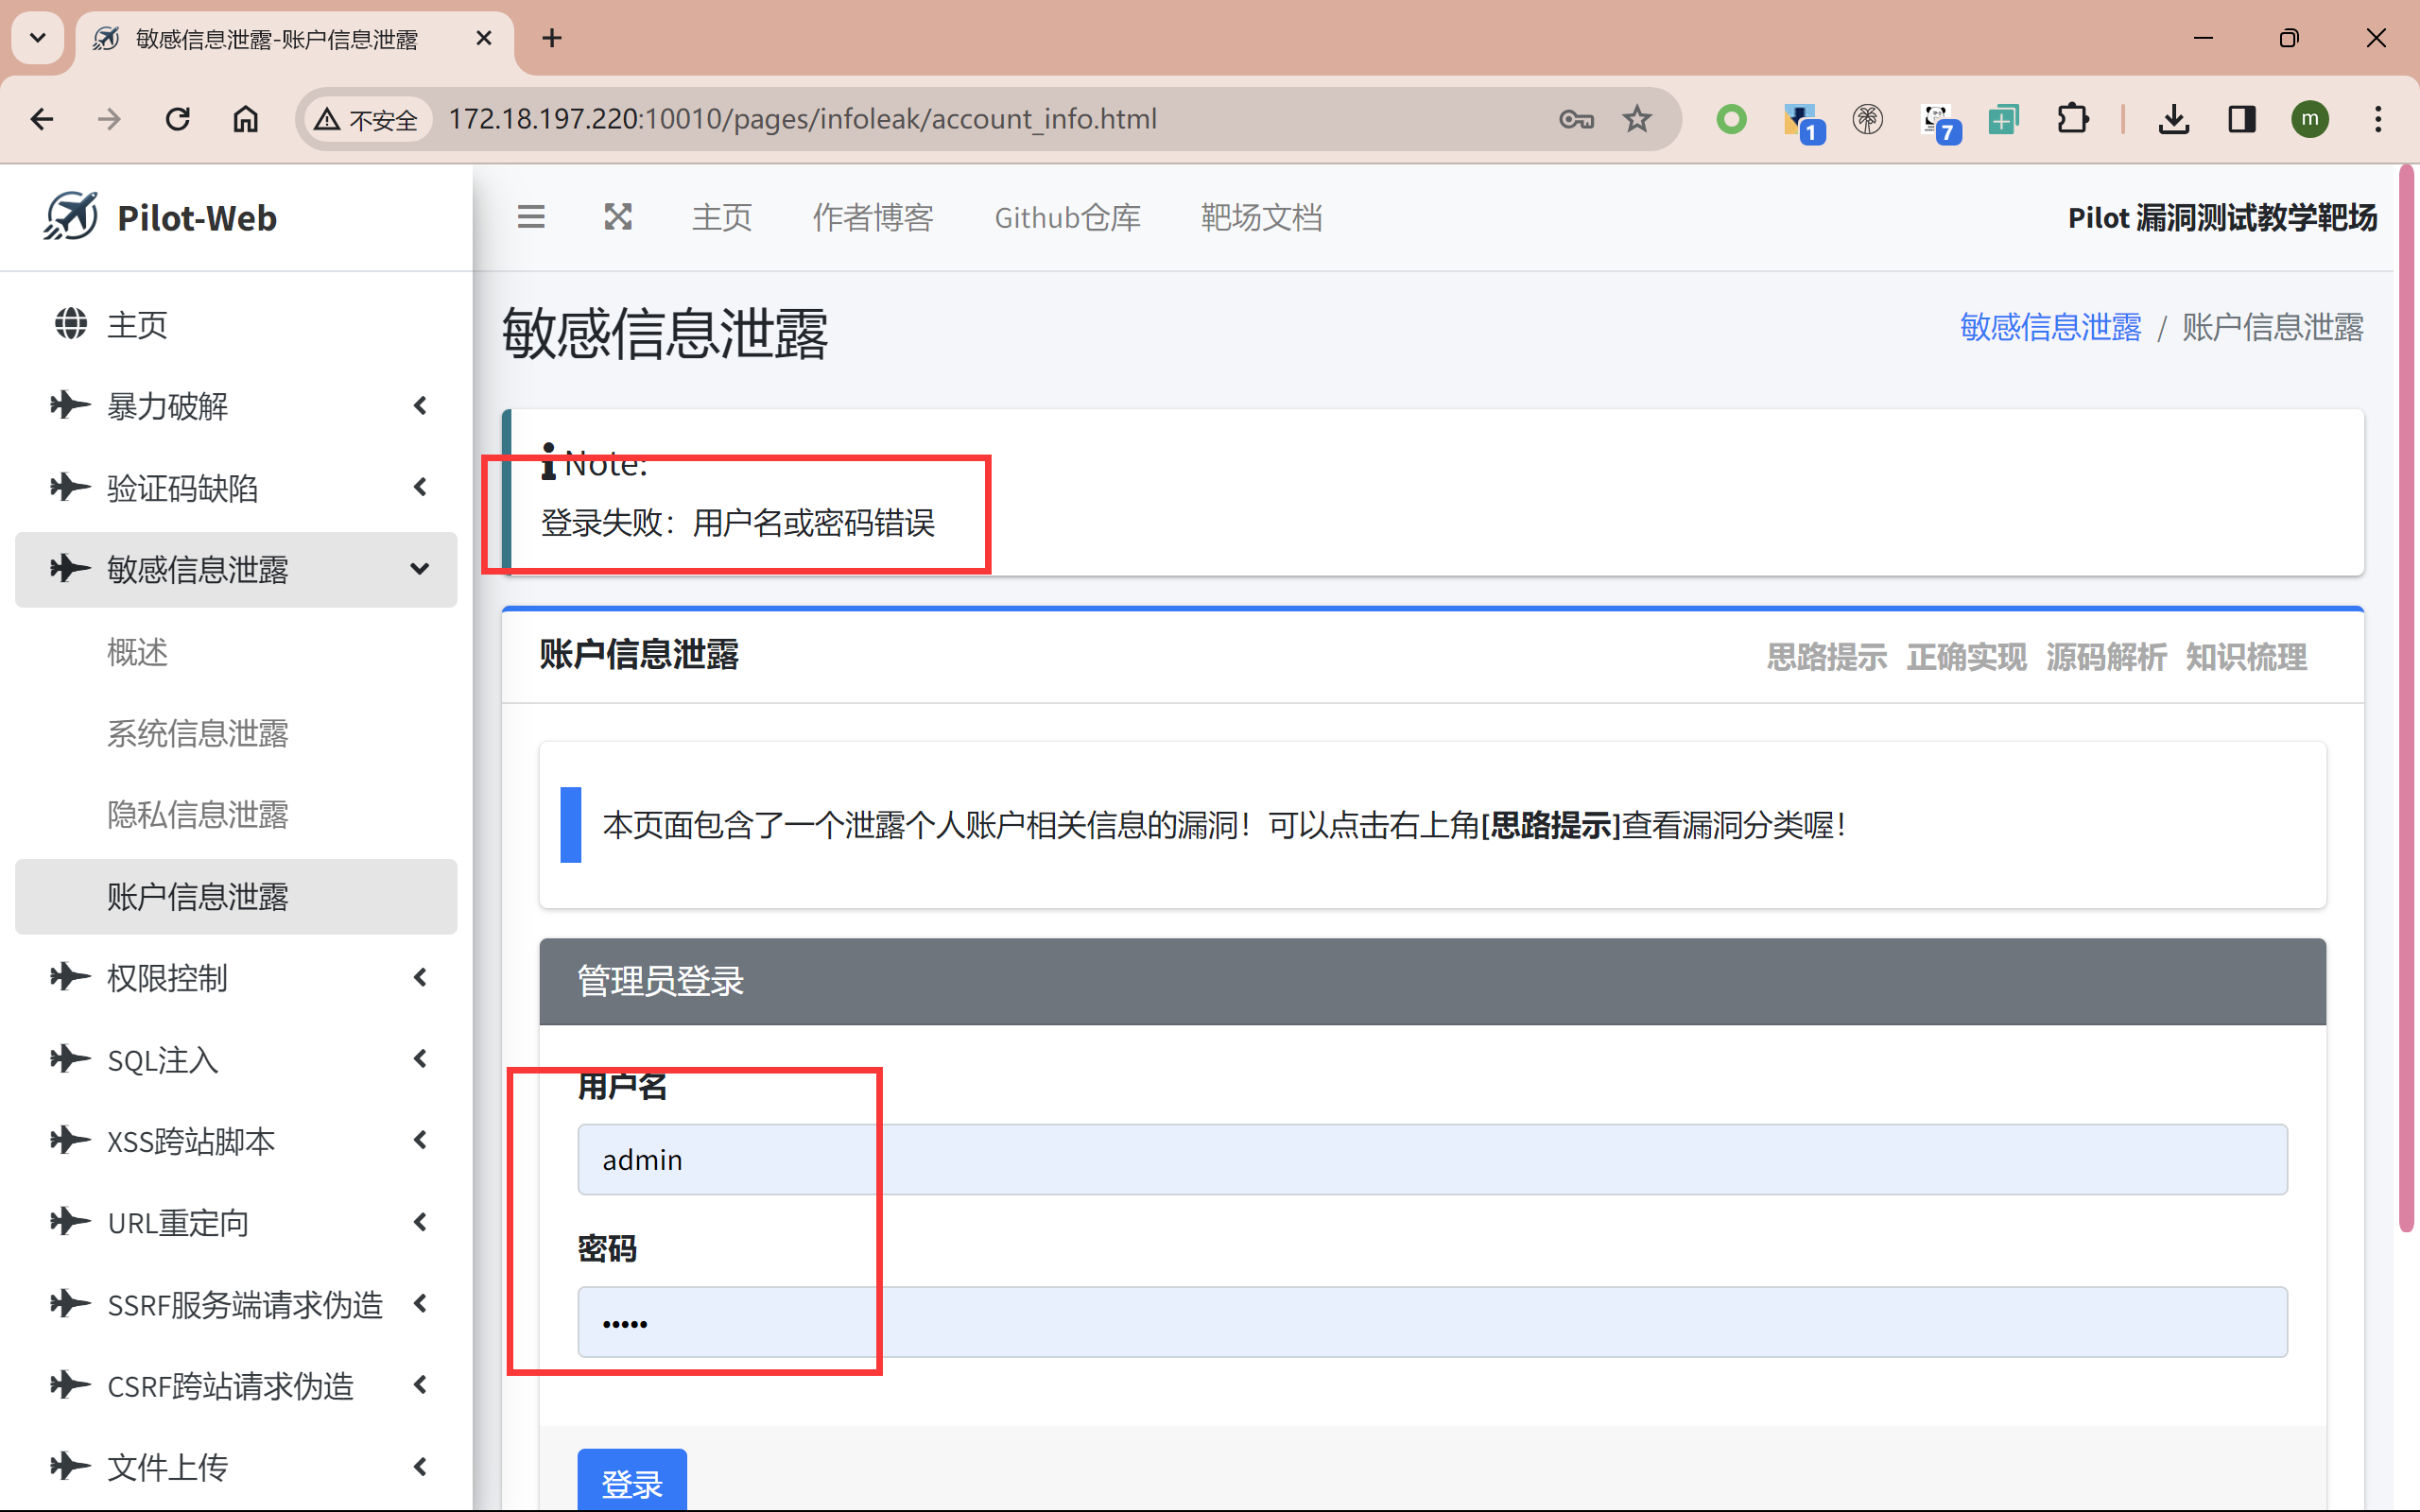 敏感信息泄露-账户信息泄露
不安全
172.18.197.220:10010/pages/infoleak/account_info.html
1
7
m
Pilot-Web
主页
作者博客
Github仓库
靶场文档
Pilot 漏洞测试教学靶场
主页
暴力破解
验证码缺陷
敏感信息泄露
概述
系统信息泄露
隐私信息泄露
账户信息泄露
权限控制
SQL注入
XSS跨站脚本
URL重定向
SSRF服务端请求伪造
CSRF跨站请求伪造
文件上传
敏感信息泄露
敏感信息泄露 / 账户信息泄露
Note:
登录失败：用户名或密码错误
账户信息泄露
思路提示 正确实现 源码解析 知识梳理
本页面包含了一个泄露个人账户相关信息的漏洞！可以点击右上角[思路提示]查看漏洞分类喔！
管理员登录
用户名
admin
密码
•••••
登录